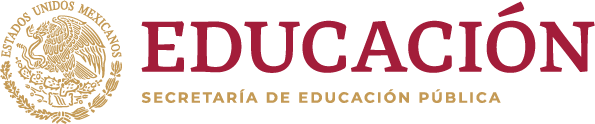 ESTADOS UNIDOS MEXICANOS
EDUCACIÓN
SECRETARÍA DE EDUCACIÓN PÚBLICA